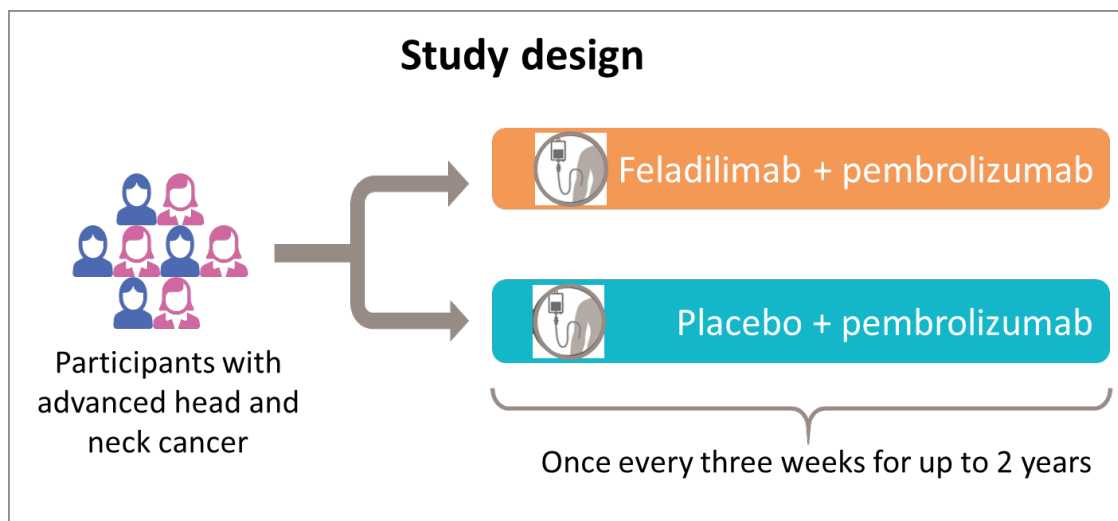 Study design
Feladilimab + pembrolizumab
Placebo + pembrolizumab
Participants with
advanced head and
neck cancer
Once every three weeks for up to 2 years